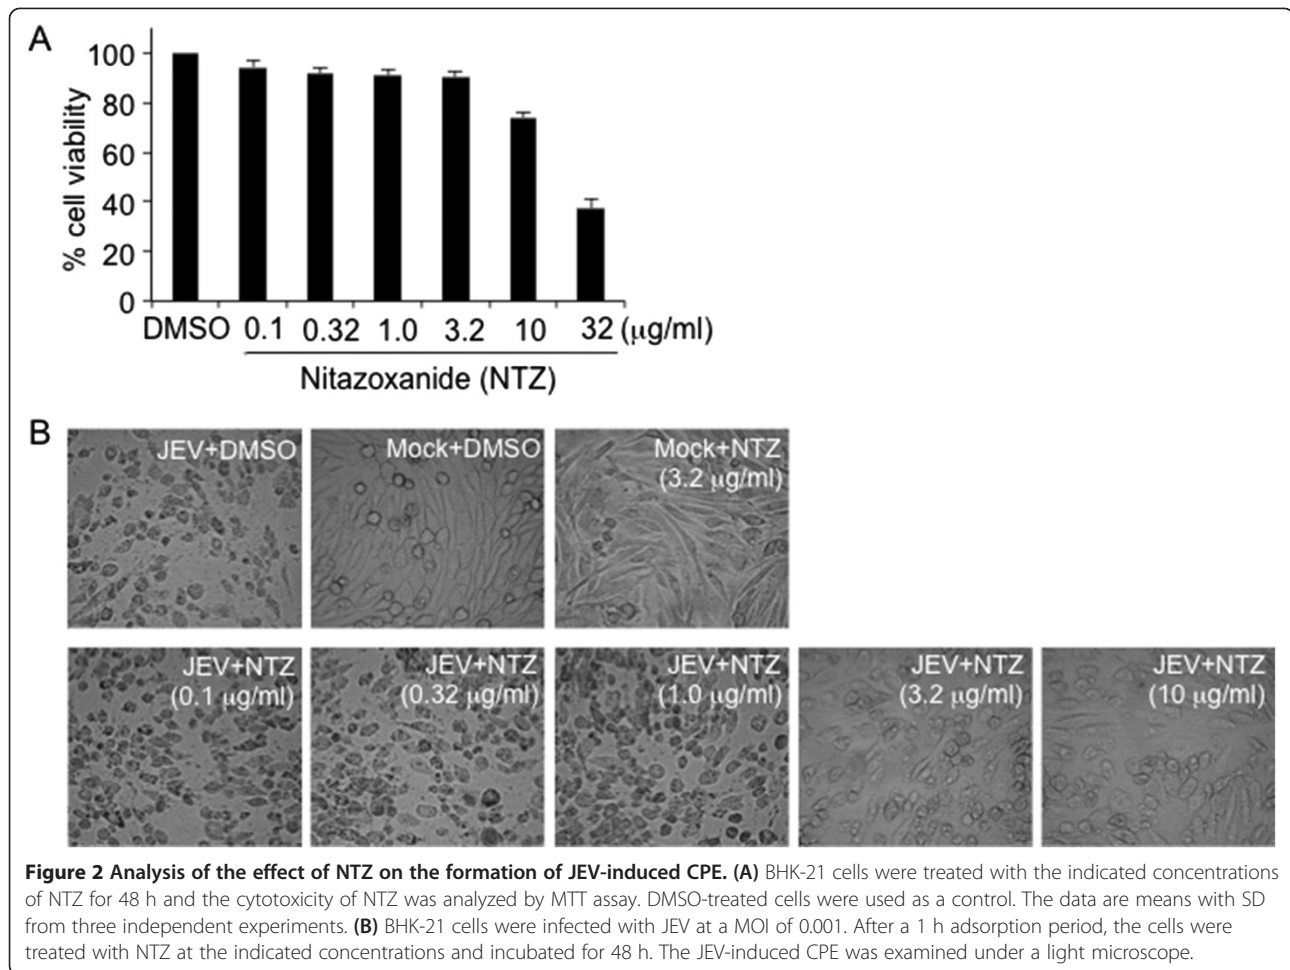 A
% cell viability
100
80
60
40
20
0
DMSO 0.1 0.32 1.0 3.2 10 32 (μg/ml)
Nitazoxanide (NTZ)
B
JEV+DMSO
Mock+DMSO
Mock+NTZ
(3.2 μg/ml)
JEV+NTZ
(0.1 μg/ml)
JEV+NTZ
(0.32 μg/ml)
JEV+NTZ
(1.0 μg/ml)
JEV+NTZ
(3.2 μg/ml)
JEV+NTZ
(10 μg/ml)
Figure 2 Analysis of the effect of NTZ on the formation of JEV-induced CPE. (A) BHK-21 cells were treated with the indicated concentrations
of NTZ for 48 h and the cytotoxicity of NTZ was analyzed by MTT assay. DMSO-treated cells were used as a control. The data are means with SD
from three independent experiments. (B) BHK-21 cells were infected with JEV at a MOI of 0.001. After a 1 h adsorption period, the cells were
treated with NTZ at the indicated concentrations and incubated for 48 h. The JEV-induced CPE was examined under a light microscope.